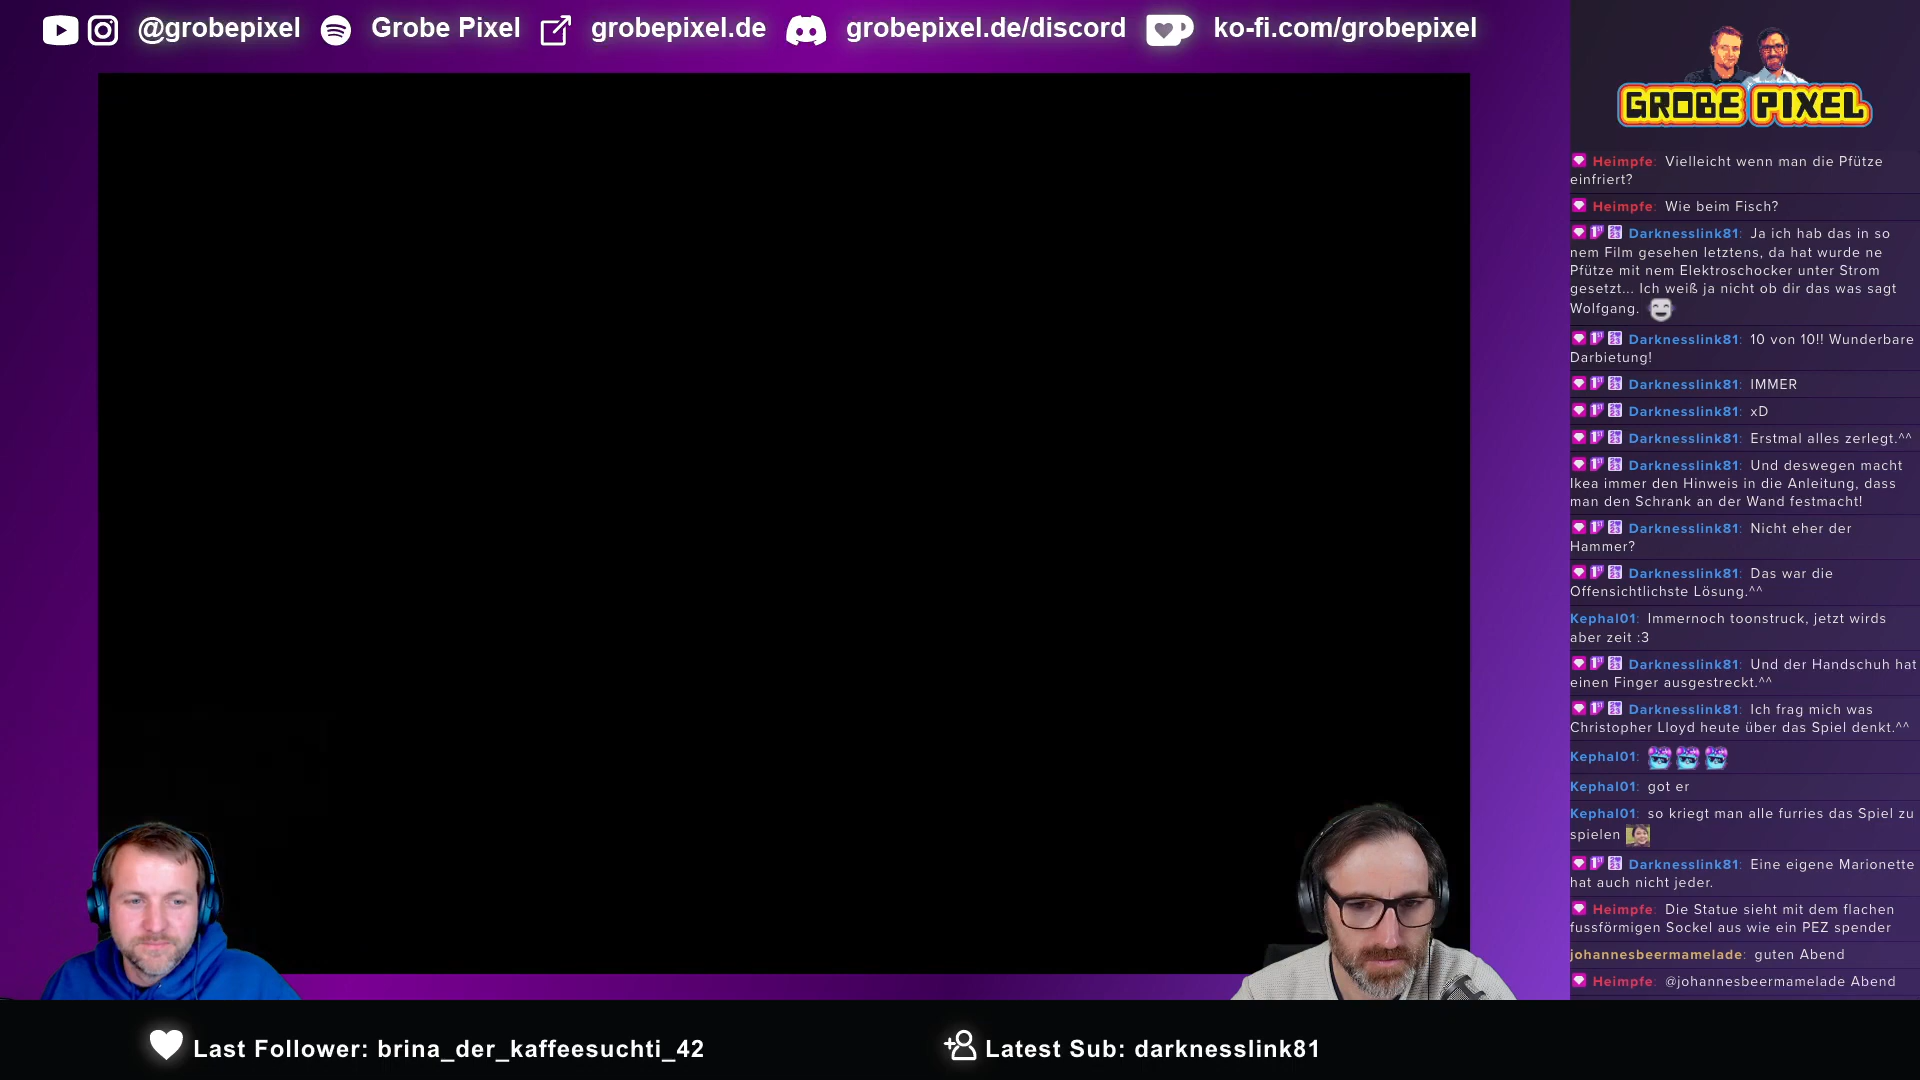 @grobepixel Grobe Pixel grobepixel.de grobepixel.de/discord ko-fi.com/grobepixel
GROBE PIXEL
Heimpfe: Vielleicht wenn man die Pfütze
einfriert?
Heimpfe: Wie beim Fisch?
Darknesslink81: Ja ich hab das in so
nem Film gesehen letztens, da hat wurde ne
Pfütze mit nem Elektroschocker unter Strom
gesetzt... Ich weiß ja nicht ob dir das was sagt
Wolfgang.
Darknesslink81: 10 von 10!! Wunderbare
Darbietung!
Darknesslink81: IMMER
Darknesslink81: xD
Darknesslink81: Erstmal alles zerlegt.^^
Darknesslink81: Und deswegen macht
Ikea immer den Hinweis in die Anleitung, dass
man den Schrank an der Wand festmacht!
Darknesslink81: Nicht eher der
Hammer?
Darknesslink81: Das war die
Offensichtlichste Lösung.^^
Kephal01: Immernoch toonstruck, jetzt wirds
aber zeit :3
Darknesslink81: Und der Handschuh hat
einen Finger ausgestreckt.^^
Darknesslink81: Ich frag mich was
Christopher Lloyd heute über das Spiel denkt.^^
Kephal01:
Kephal01: got er
Kephal01: so kriegt man alle furries das Spiel zu
spielen
Darknesslink81: Eine eigene Marionette
hat auch nicht jeder.
Heimpfe: Die Statue sieht mit dem flachen
fussförmigen Sockel aus wie ein PEZ spender
johannesbeermamelade: guten Abend
Heimpfe: @johannesbeermamelade Abend
Last Follower: brina_der_kaffeesuchti_42
Latest Sub: darknesslink81